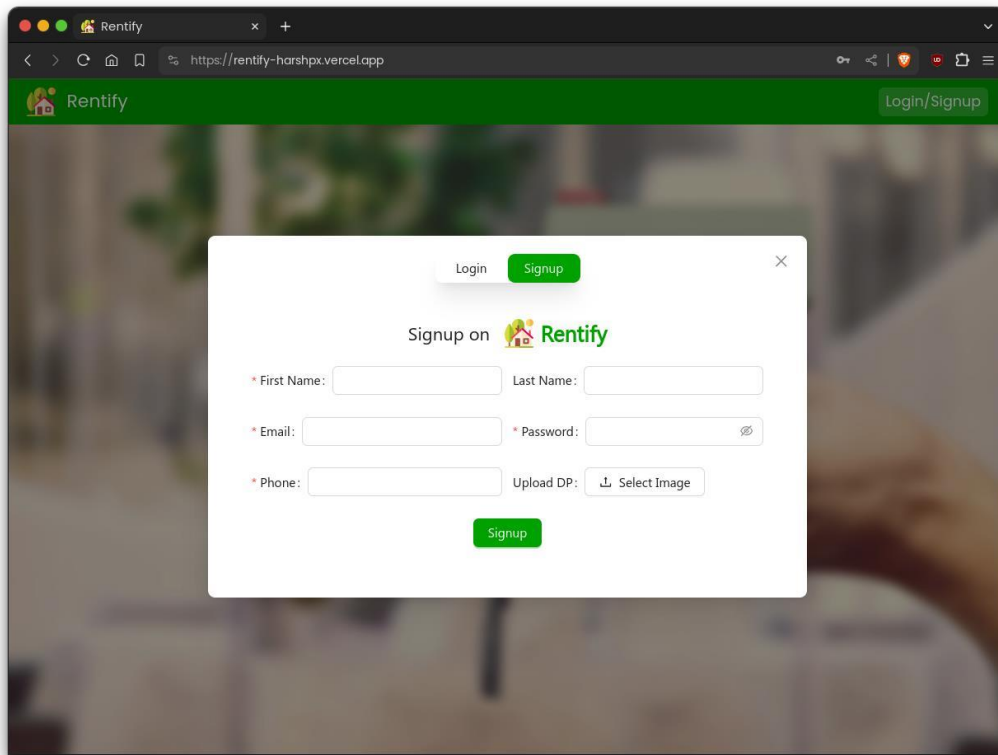 Rentify
https://rentify-harshpx.vercel.app
Rentify
Login/Signup
Login Signup
Signup on Rentify
* First Name: Last Name:
* Email: * Password:
* Phone: Upload DP: Select Image
Signup